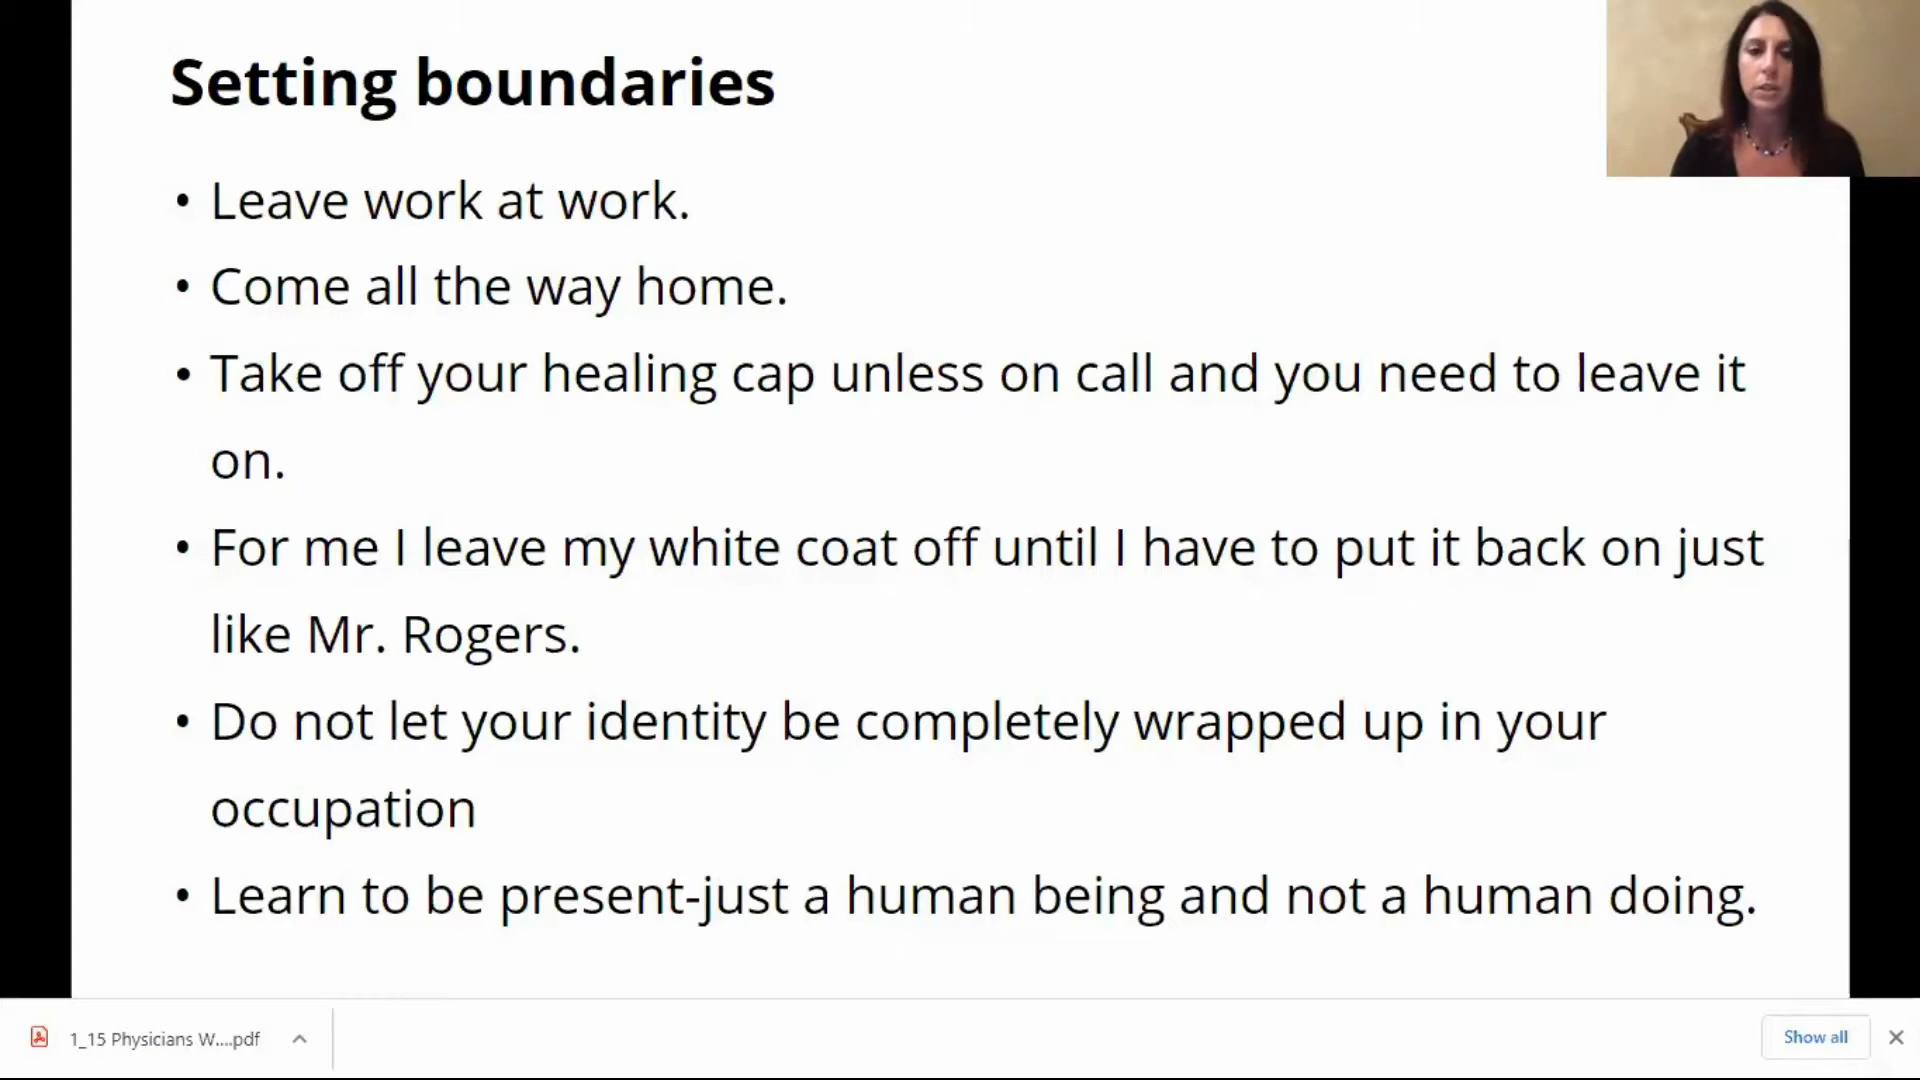 Setting boundaries
• Leave work at work.
• Come all the way home.
• Take off your healing cap unless on call and you need to leave it
on.
• For me I leave my white coat off until I have to put it back on just
like Mr. Rogers.
• Do not let your identity be completely wrapped up in your
occupation
• Learn to be present-just a human being and not a human doing.
1_15 Physicians W....pdf
Show all